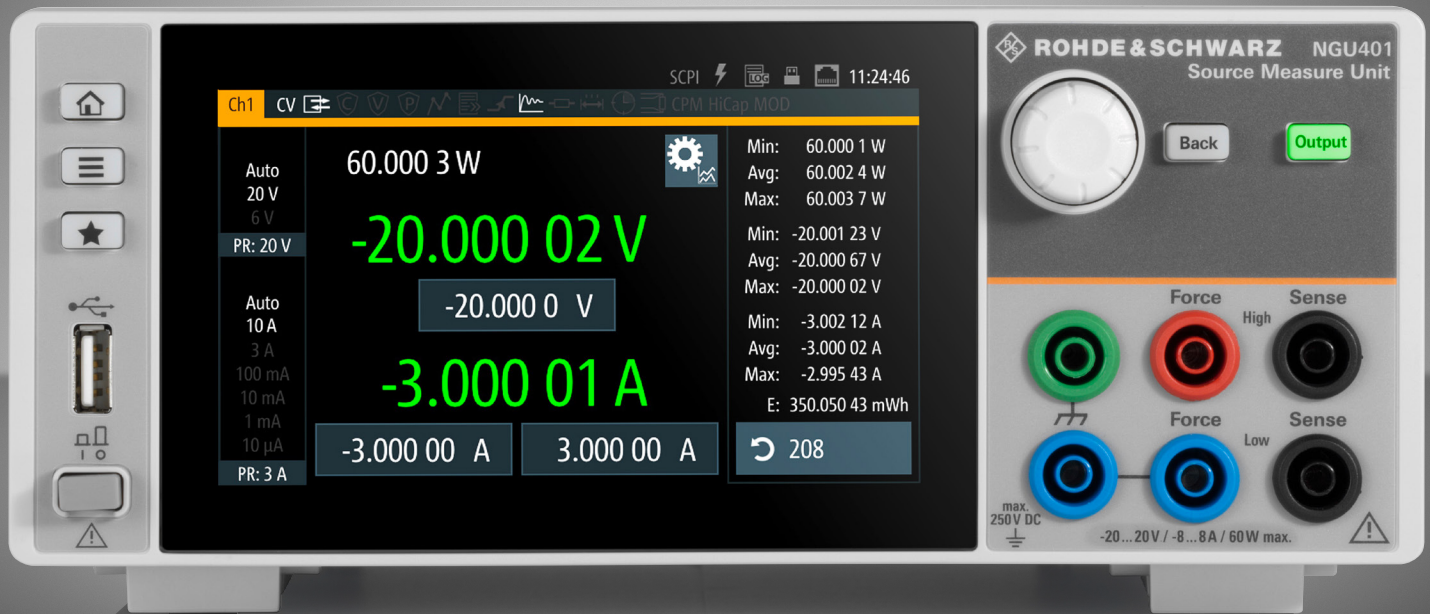 ROHDE&SCHWARZ NGU401
Source Measure Unit
SCPI LOG 11:24:46
Ch1 CV C V P CPM HiCap MOD
Auto
20 V
6 V
PR: 20 V
Auto
10 A
3 A
100 mA
10 mA
1 mA
10 µA
PR: 3 A
60.000 3 W
-20.000 02 V
-20.000 0 V
-3.000 01 A
-3.000 00 A 3.000 00 A
Min: 60.000 1 W
Avg: 60.002 4 W
Max: 60.003 7 W
Min: -20.001 23 V
Avg: -20.000 67 V
Max: -20.000 02 V
Min: -3.002 12 A
Avg: -3.000 02 A
Max: -2.995 43 A
E: 350.050 43 mWh
208
Back
Output
Force Sense
High
Force Sense
Low
max.
250 V DC
-20...20 V / -8...8 A / 60 W max.